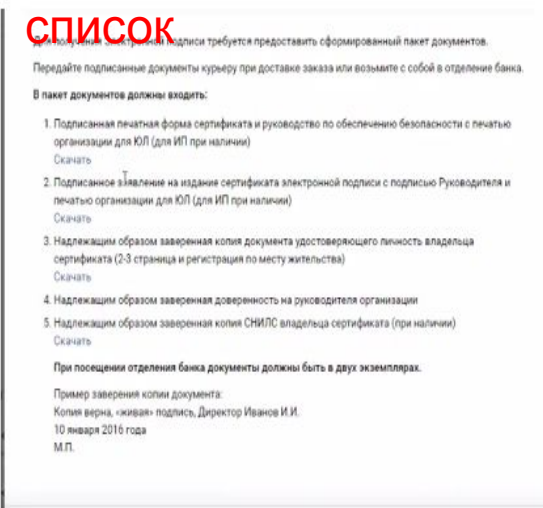 СПИСОК
Для получения электронной подписи требуется предоставить сформированный пакет документов.
Передайте подписанные документы курьеру при доставке заказа или возьмите с собой в отделение банка.
В пакет документов должны входить:
1. Подписанная печатная форма сертификата и руководство по обеспечению безопасности с печатью
организации для ЮЛ (для ИП при наличии)
Скачать
2. Подписанное заявление на издание сертификата электронной подписи с подписью Руководителя и
печатью организации для ЮЛ (для ИП при наличии)
Скачать
3. Надлежащим образом заверенная копия документа удостоверяющего личность владельца
сертификата (2-3 страница и регистрация по месту жительства)
Скачать
4. Надлежащим образом заверенная доверенность на руководителя организации
5. Надлежащим образом заверенная копия СНИЛС владельца сертификата (при наличии)
Скачать
При посещении отделения банка документы должны быть в двух экземплярах.
Пример заверения копии документа:
Копия верна, «живая» подпись, Директор Иванов И.И.
10 января 2016 года
М.П.